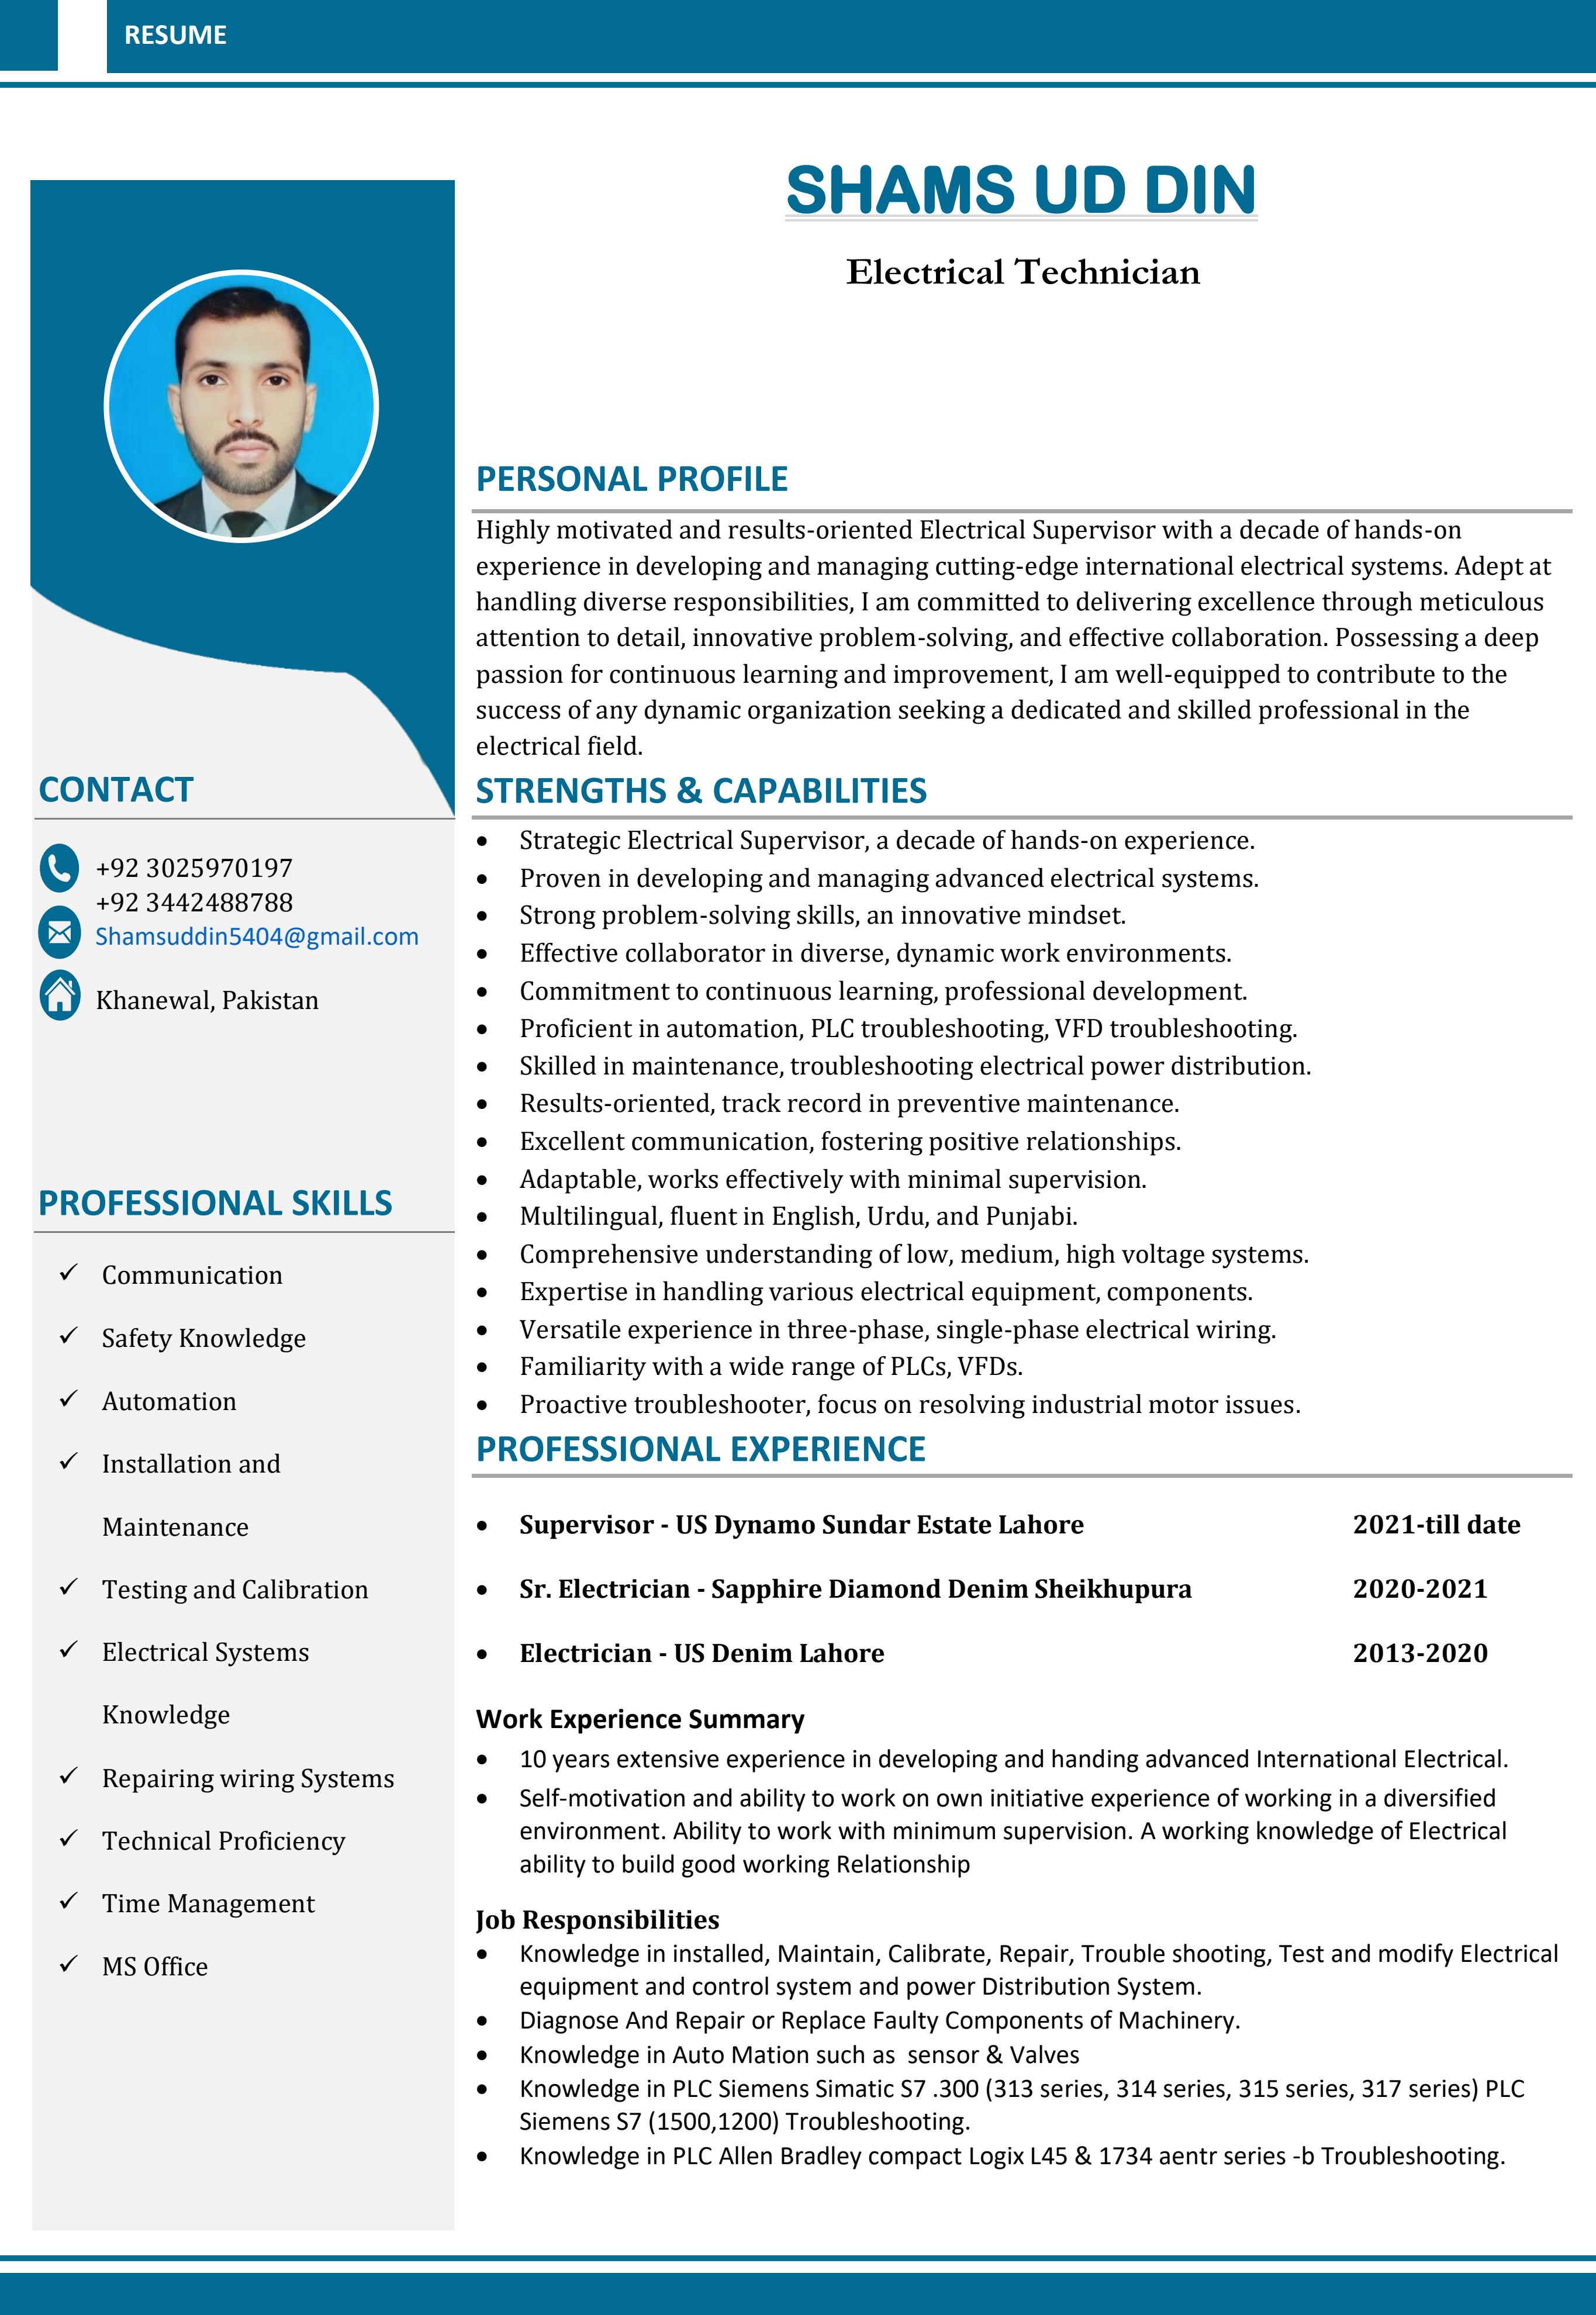 RESUME
SHAMS UD DIN
Electrical Technician
PERSONAL PROFILE
Highly motivated and results-oriented Electrical Supervisor with a decade of hands-on
experience in developing and managing cutting-edge international electrical systems. Adept at
handling diverse responsibilities, I am committed to delivering excellence through meticulous
attention to detail, innovative problem-solving, and effective collaboration. Possessing a deep
passion for continuous learning and improvement, I am well-equipped to contribute to the
success of any dynamic organization seeking a dedicated and skilled professional in the
electrical field.
CONTACT
+92 3025970197
+92 3442488788
Shamsuddin5404@gmail.com
Khanewal, Pakistan
PROFESSIONAL SKILLS
✓ Communication
✓ Safety Knowledge
✓ Automation
✓ Installation and
Maintenance
✓ Testing and Calibration
✓ Electrical Systems
Knowledge
✓ Repairing wiring Systems
✓ Technical Proficiency
✓ Time Management
✓ MS Office
STRENGTHS & CAPABILITIES
• Strategic Electrical Supervisor, a decade of hands-on experience.
• Proven in developing and managing advanced electrical systems.
• Strong problem-solving skills, an innovative mindset.
• Effective collaborator in diverse, dynamic work environments.
• Commitment to continuous learning, professional development.
• Proficient in automation, PLC troubleshooting, VFD troubleshooting.
• Skilled in maintenance, troubleshooting electrical power distribution.
• Results-oriented, track record in preventive maintenance.
• Excellent communication, fostering positive relationships.
• Adaptable, works effectively with minimal supervision.
• Multilingual, fluent in English, Urdu, and Punjabi.
• Comprehensive understanding of low, medium, high voltage systems.
• Expertise in handling various electrical equipment, components.
• Versatile experience in three-phase, single-phase electrical wiring.
• Familiarity with a wide range of PLCs, VFDs.
• Proactive troubleshooter, focus on resolving industrial motor issues.
PROFESSIONAL EXPERIENCE
• Supervisor - US Dynamo Sundar Estate Lahore 2021-till date
• Sr. Electrician - Sapphire Diamond Denim Sheikhupura 2020-2021
• Electrician - US Denim Lahore 2013-2020
Work Experience Summary
• 10 years extensive experience in developing and handing advanced International Electrical.
• Self-motivation and ability to work on own initiative experience of working in a diversified
environment. Ability to work with minimum supervision. A working knowledge of Electrical
ability to build good working Relationship
Job Responsibilities
• Knowledge in installed, Maintain, Calibrate, Repair, Trouble shooting, Test and modify Electrical
equipment and control system and power Distribution System.
• Diagnose And Repair or Replace Faulty Components of Machinery.
• Knowledge in Auto Mation such as sensor & Valves
• Knowledge in PLC Siemens Simatic S7 .300 (313 series, 314 series, 315 series, 317 series) PLC
Siemens S7 (1500,1200) Troubleshooting.
• Knowledge in PLC Allen Bradley compact Logix L45 & 1734 aentr series -b Troubleshooting.